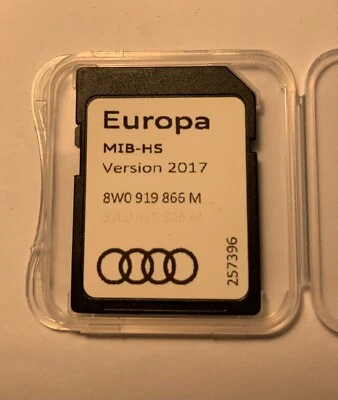 Europa
MIB-HS
Version 2017
8W0 919 866 M
257396